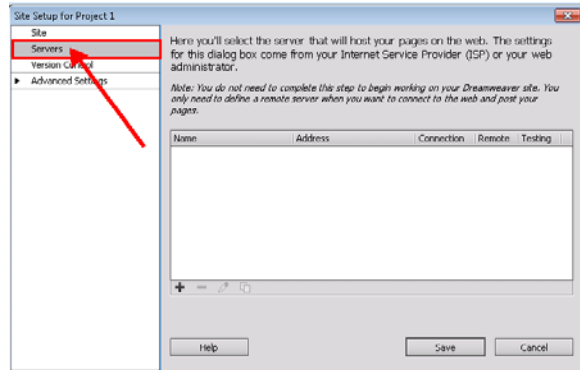 Site Setup for Project 1
Site
Servers
Version Control
Advanced Settings
Here you'll select the server that will host your pages on the web. The settings
for this dialog box come from your Internet Service Provider (ISP) or your web
administrator.
Note: You do not need to complete this step to begin working on your Dreamweaver site. You
only need to define a remote server when you want to connect to the web and post your
pages.
Name Address Connection Remote Testing
Help Save Cancel